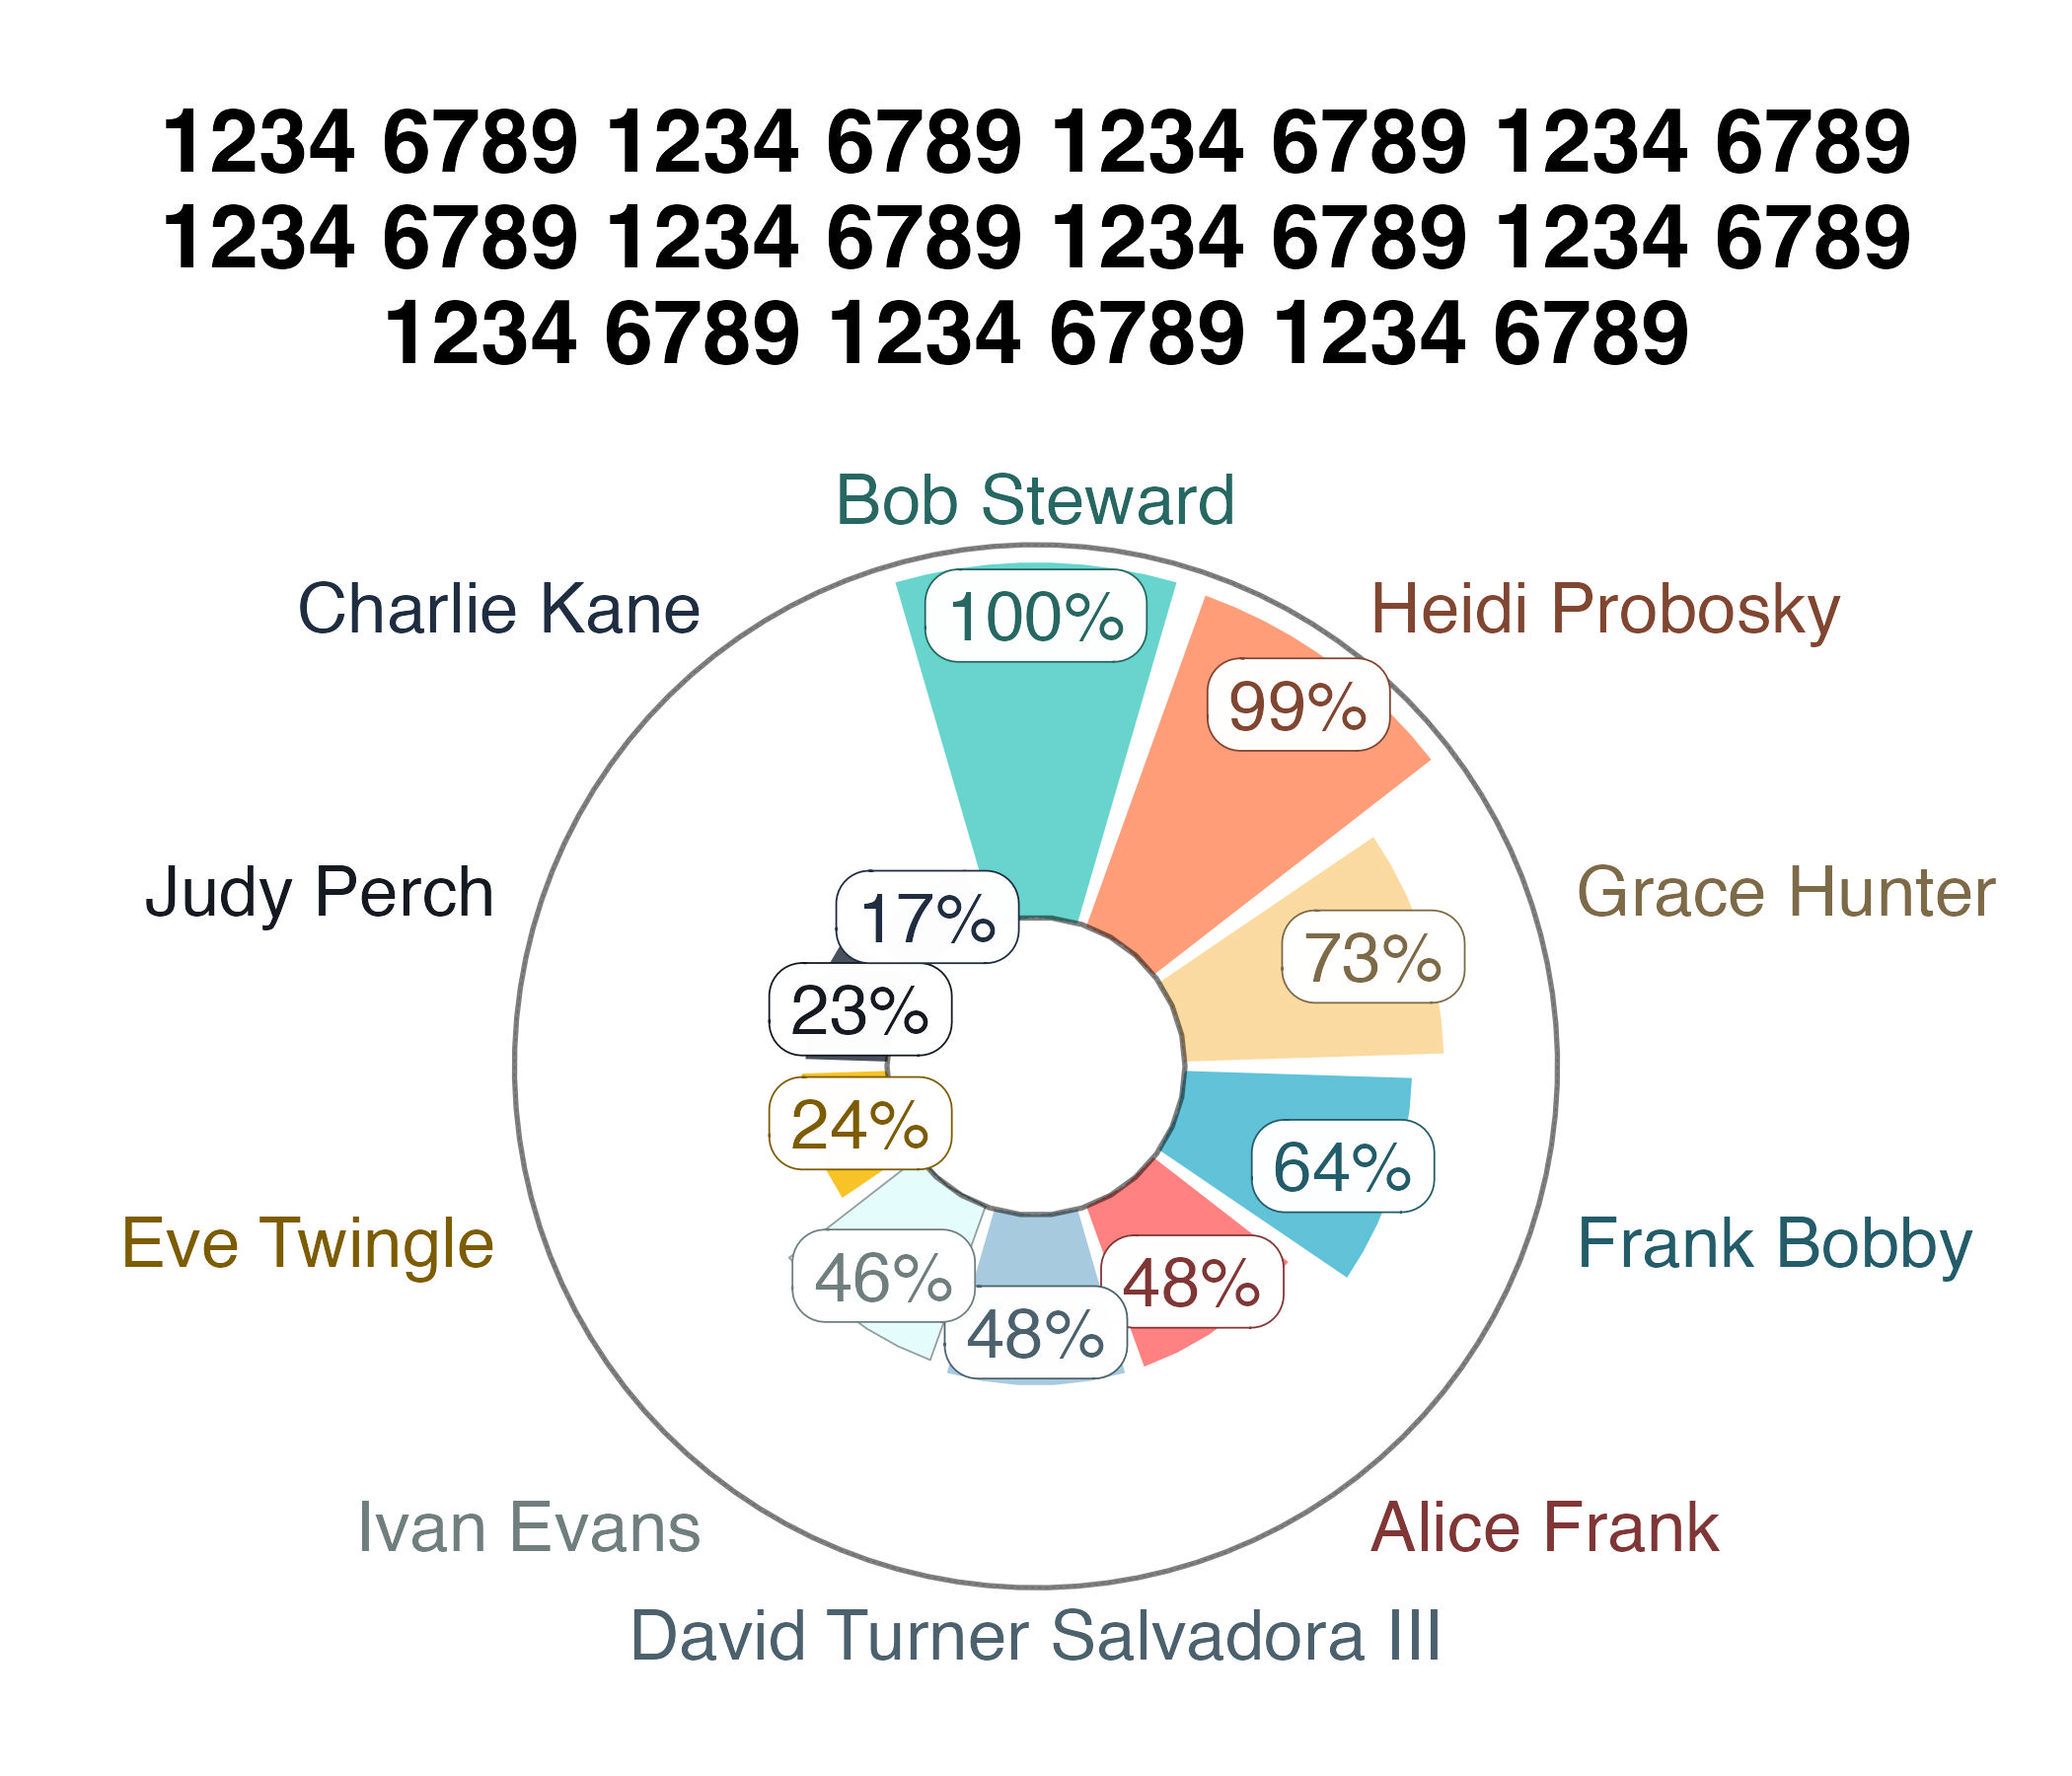 1234 6789 1234 6789 1234 6789 1234 6789
1234 6789 1234 6789 1234 6789 1234 6789
1234 6789 1234 6789 1234 6789
Bob Steward
Charlie Kane
Heidi Probosky
100%
99%
Judy Perch
Grace Hunter
17%
73%
23%
24%
64%
Eve Twingle
Frank Bobby
46%
48%
48%
Ivan Evans
Alice Frank
David Turner Salvadora III